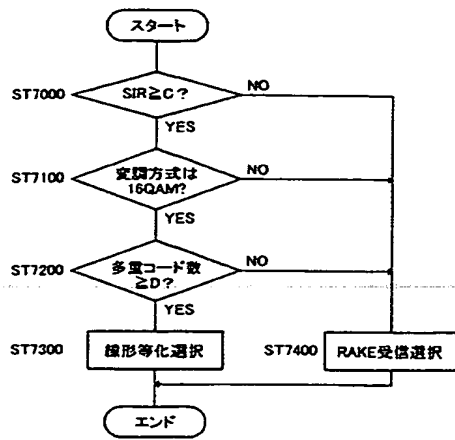 スタート
ST7000
SIR≧C?
NO
YES
ST7100
変調方式は
16QAM?
NO
YES
ST7200
多重コード数
≧D?
NO
YES
ST7300
線形等化選択
ST7400
RAKE受信選択
エンド